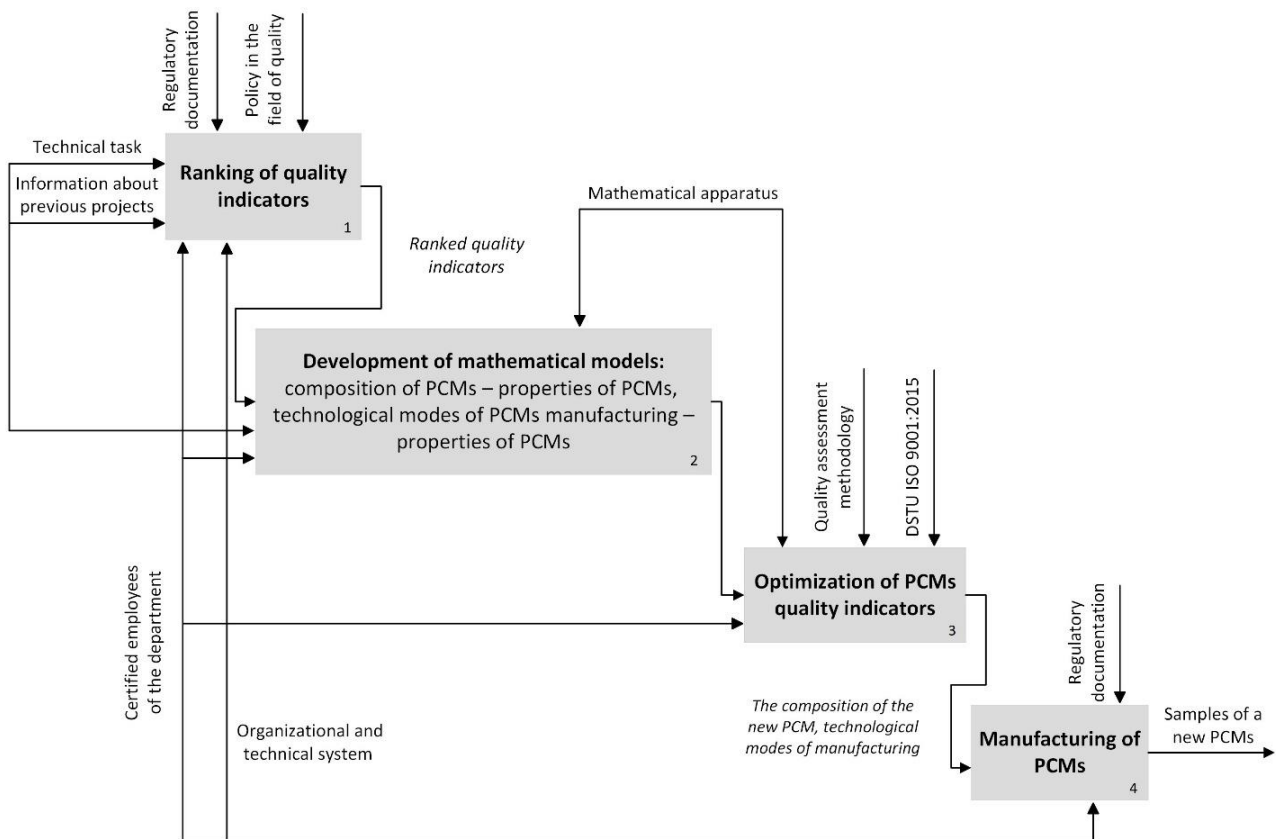 Regulatory
documentation
Policy in the
field of quality
Technical task
Information about
previous projects
Ranking of quality
indicators
1
Mathematical apparatus
Ranked quality
indicators
Development of mathematical models:
composition of PCMs – properties of PCMs,
technological modes of PCMs manufacturing –
properties of PCMs
2
Quality assessment
methodology
DSTU ISO 9001:2015
Optimization of PCMs
quality indicators
3
Certified employees
of the department
Organizational and
technical system
The composition of the
new PCM, technological
modes of manufacturing
Regulatory
documentation
Manufacturing of
PCMs
4
Samples of a
new PCMs